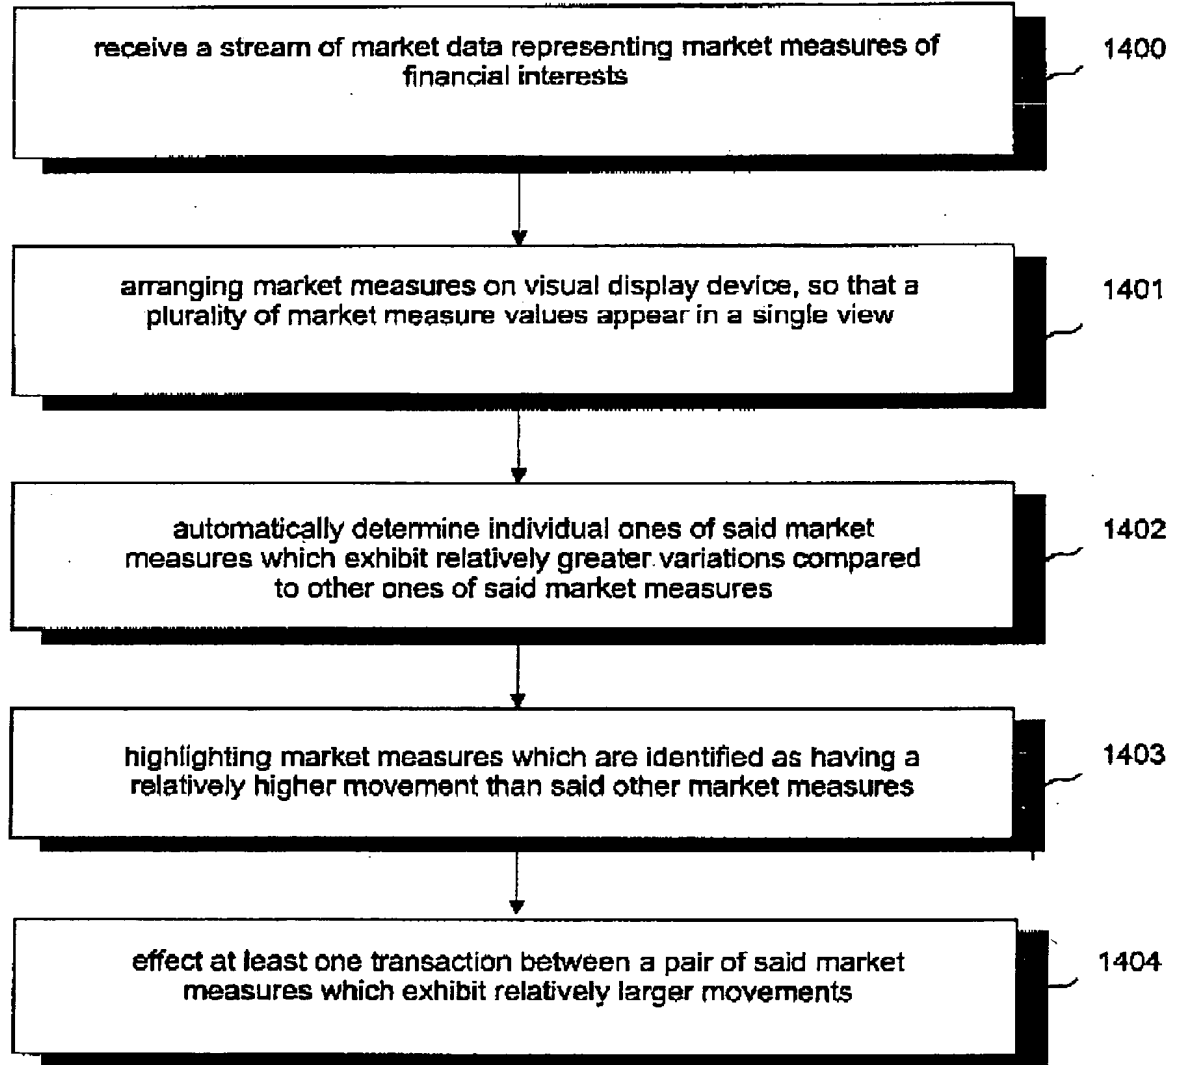 receive a stream of market data representing market measures of
financial interests
1400
arranging market measures on visual display device, so that a
plurality of market measure values appear in a single view
1401
automatically determine individual ones of said market
measures which exhibit relatively greater variations compared
to other ones of said market measures
1402
highlighting market measures which are identified as having a
relatively higher movement than said other market measures
1403
effect at least one transaction between a pair of said market
measures which exhibit relatively larger movements
1404